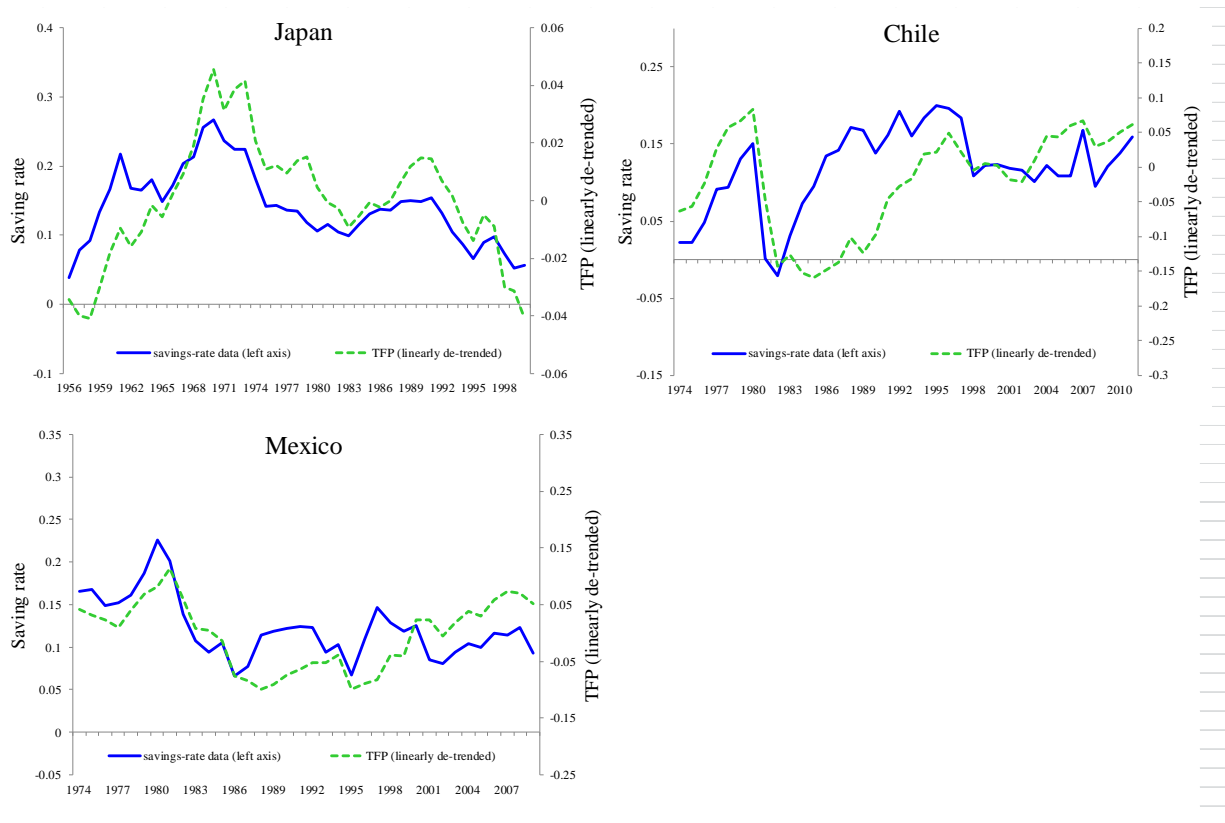 Japan
Saving rate
0.4
0.3
0.2
0.1
0
-0.1
0.06
0.04
0.02
0
-0.02
-0.04
-0.06
TFP (linearly de-trended)
savings-rate data (left axis)
TFP (linearly de-trended)
1956 1959 1962 1965 1968 1971 1974 1977 1980 1983 1986 1989 1992 1995 1998
Chile
Saving rate
0.25
0.15
0.05
-0.05
-0.15
0.2
0.15
0.1
0.05
0
-0.05
-0.1
-0.15
-0.2
-0.25
-0.3
TFP (linearly de-trended)
savings-rate data (left axis)
TFP (linearly de-trended)
1974 1977 1980 1983 1986 1989 1992 1995 1998 2001 2004 2007 2010
Mexico
Saving rate
0.35
0.3
0.25
0.2
0.15
0.1
0.05
0
-0.05
0.35
0.25
0.15
0.05
-0.05
-0.15
-0.25
TFP (linearly de-trended)
savings-rate data (left axis)
TFP (linearly de-trended)
1974 1977 1980 1983 1986 1989 1992 1995 1998 2001 2004 2007